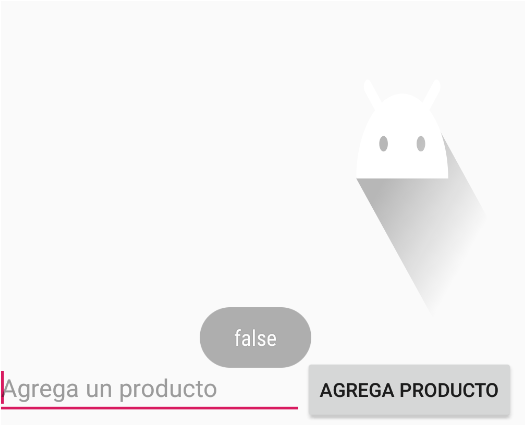 false
Agrega un producto
AGREGA PRODUCTO